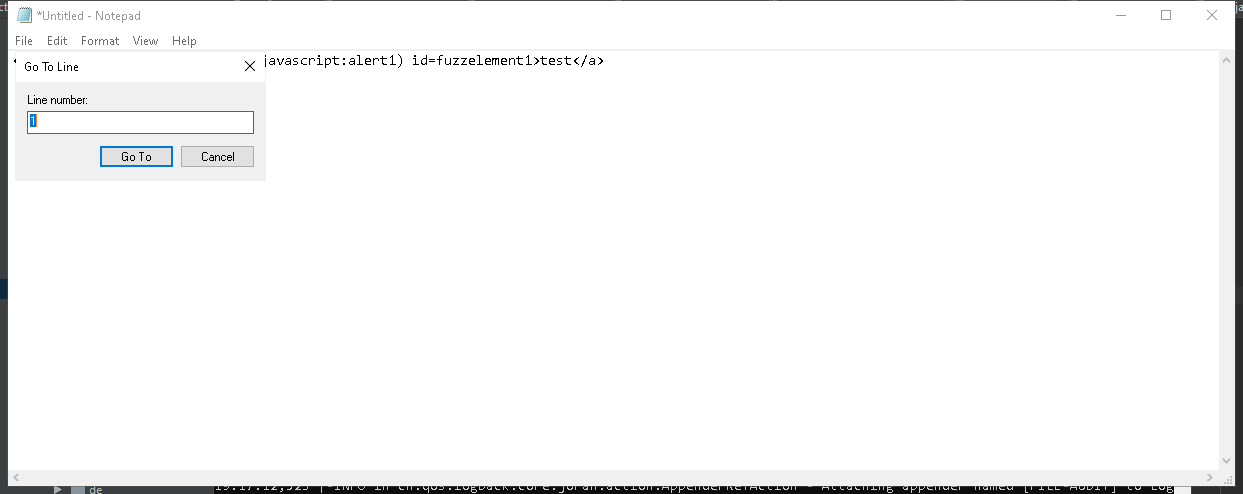 *Untitled - Notepad
File Edit Format View Help
<
javascript:alert1) id=fuzzelement1>test</a>
Go To Line
Line number:
1
Go To
Cancel
de
19:17:12,525 |-INFO in ch.qos.logback.core.joran.action.AppenderRefAction - Attaching appender named [FILE-AUDIT] to Log